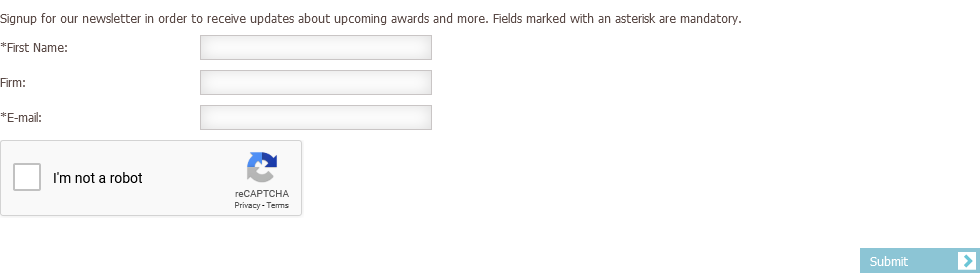 Signup for our newsletter in order to receive updates about upcoming awards and more. Fields marked with an asterisk are mandatory.
*First Name:
Firm:
*E-mail:
I'm not a robot
reCAPTCHA
Privacy - Terms
Submit